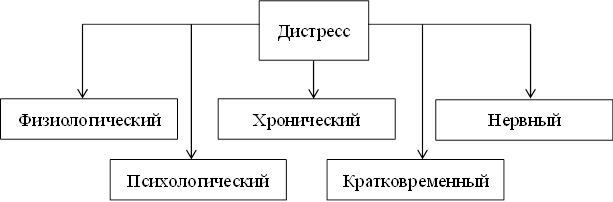 Дистресс
Физиологический
Хронический
Нервный
Психологический
Кратковременный